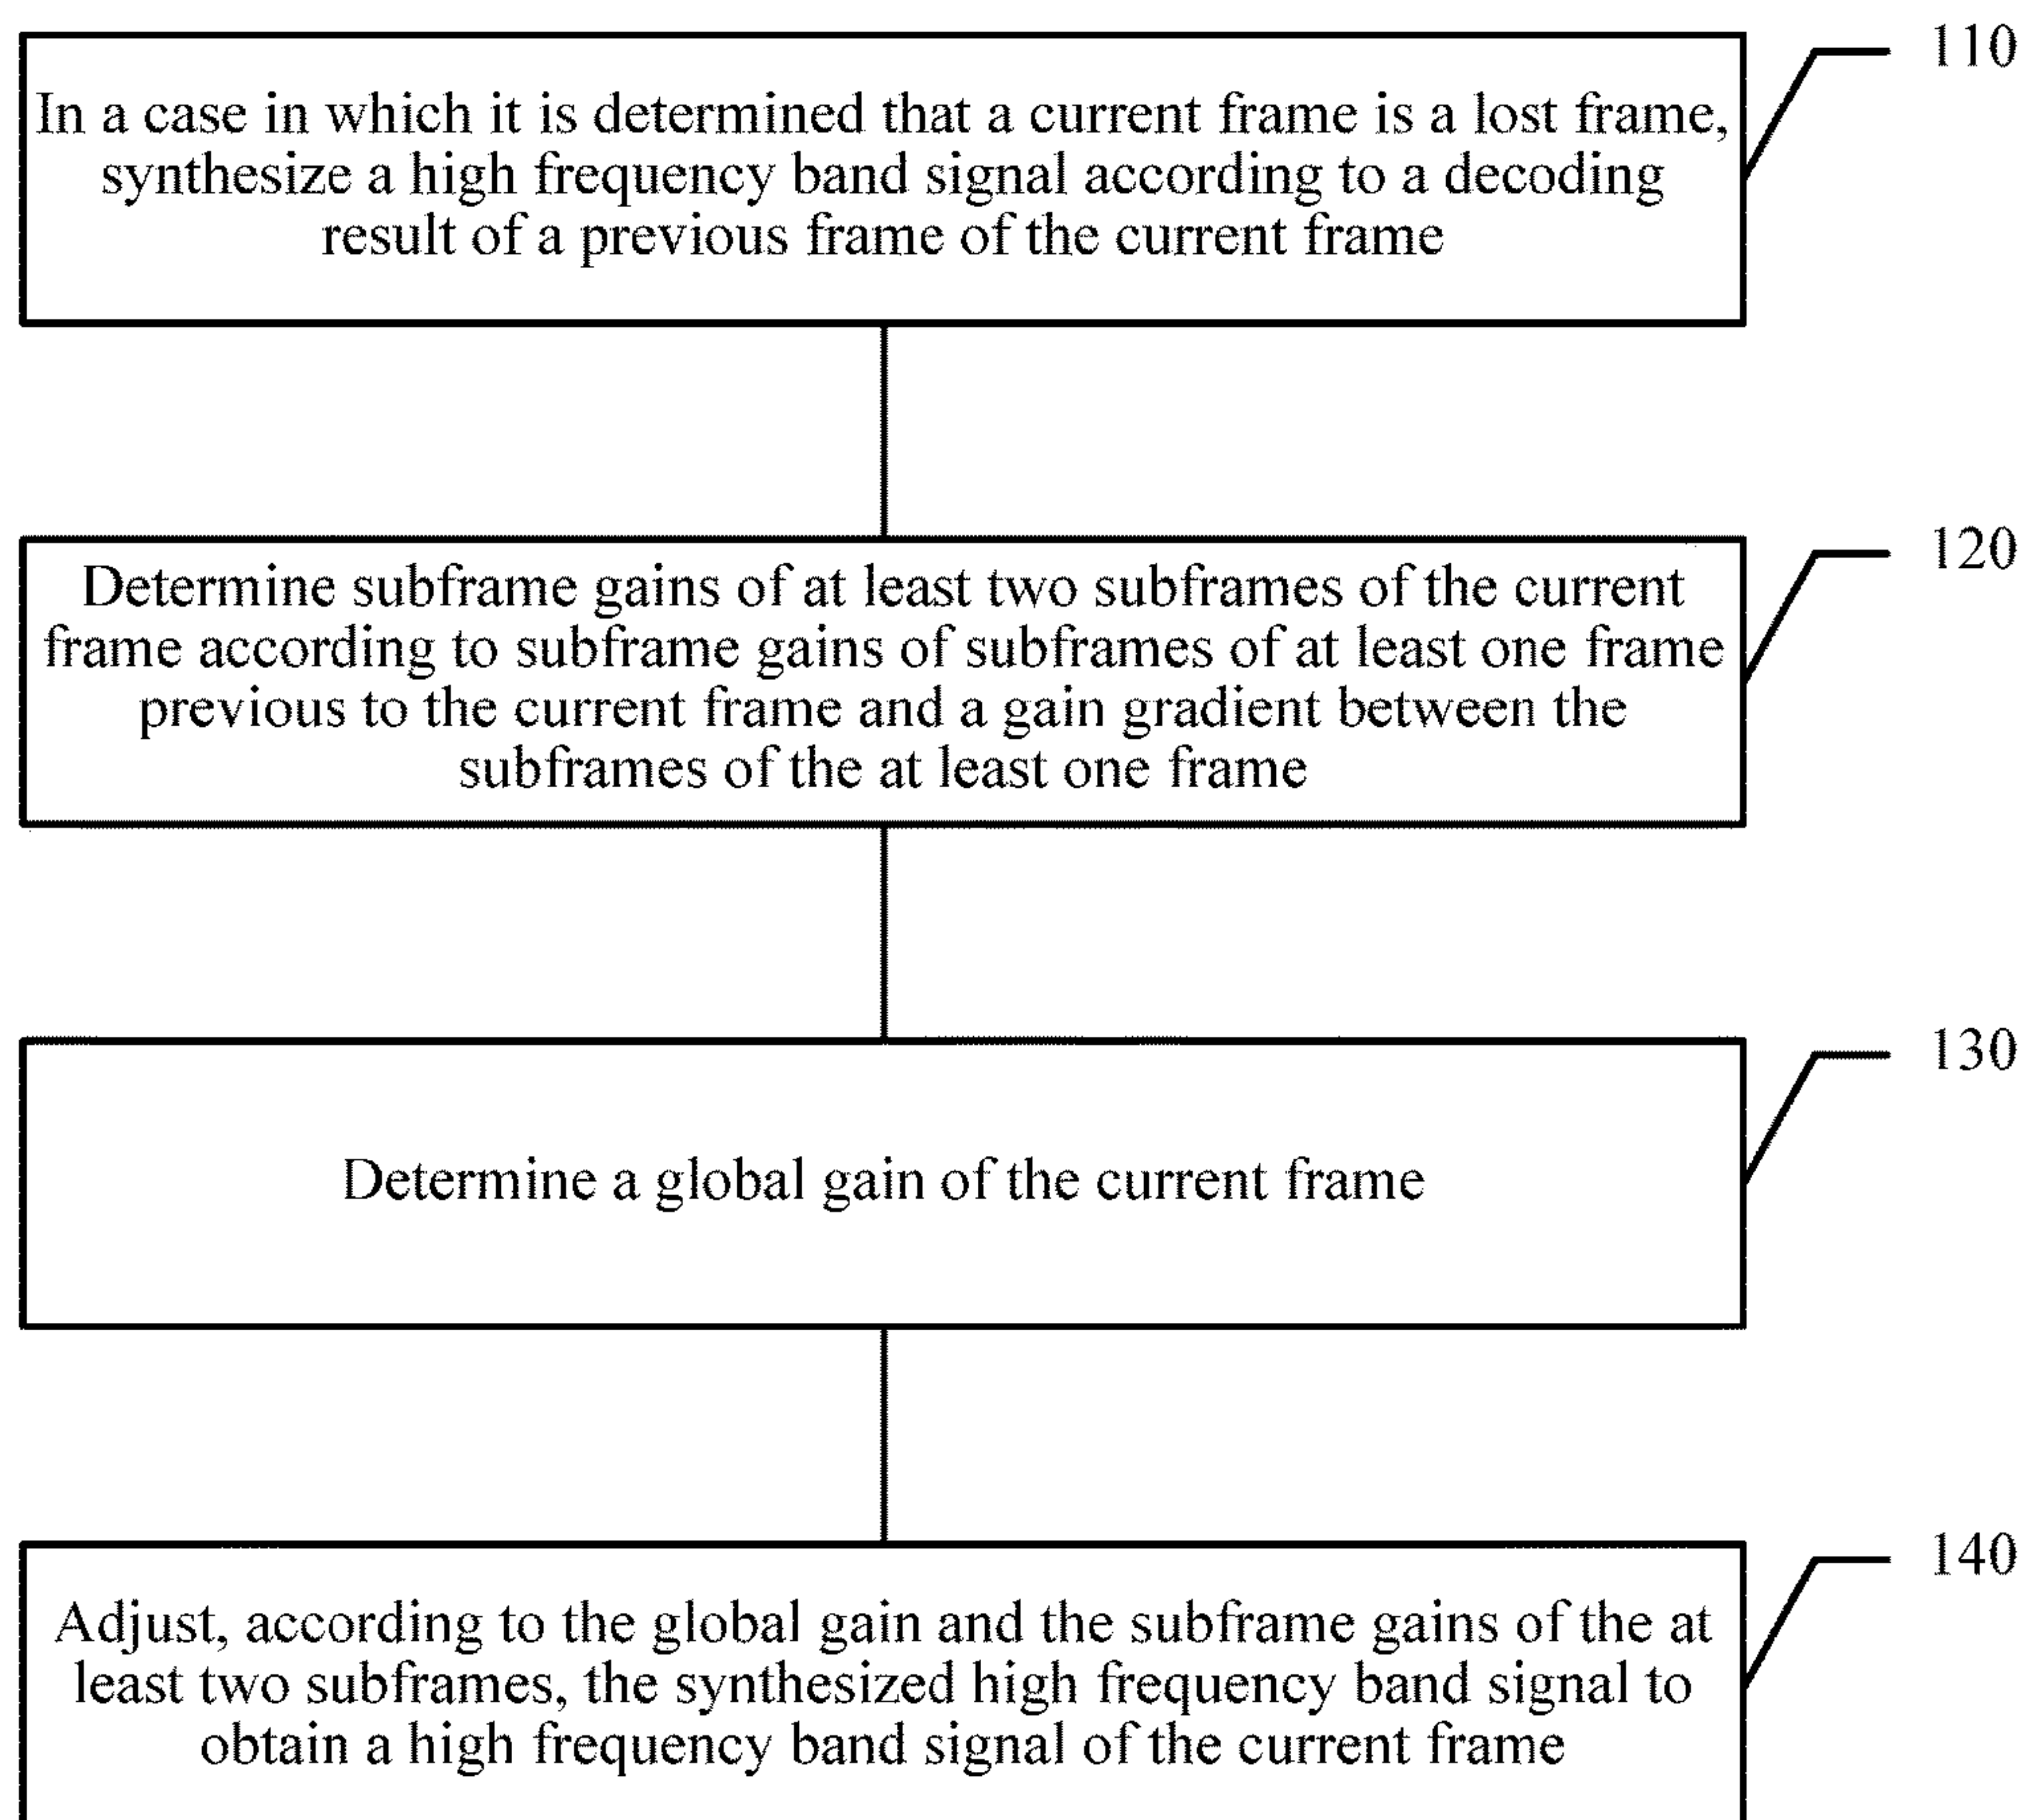 110
In a case in which it is determined that a current frame is a lost frame,
synthesize a high frequency band signal according to a decoding
result of a previous frame of the current frame
120
Determine subframe gains of at least two subframes of the current
frame according to subframe gains of subframes of at least one frame
previous to the current frame and a gain gradient between the
subframes of the at least one frame
130
Determine a global gain of the current frame
140
Adjust, according to the global gain and the subframe gains of the at
least two subframes, the synthesized high frequency band signal to
obtain a high frequency band signal of the current frame